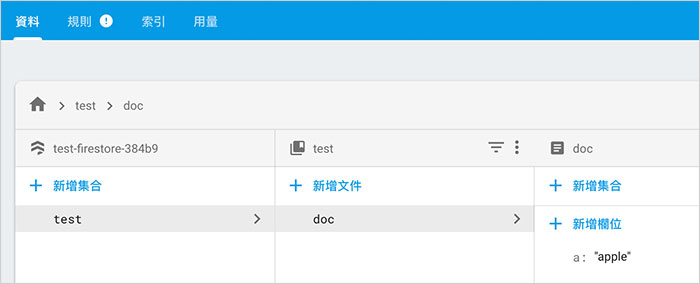 資料 規則 索引 用量
test doc
test-firestore-384b9 test doc
新增集合 新增文件 新增集合
test doc 新增欄位
a: "apple"